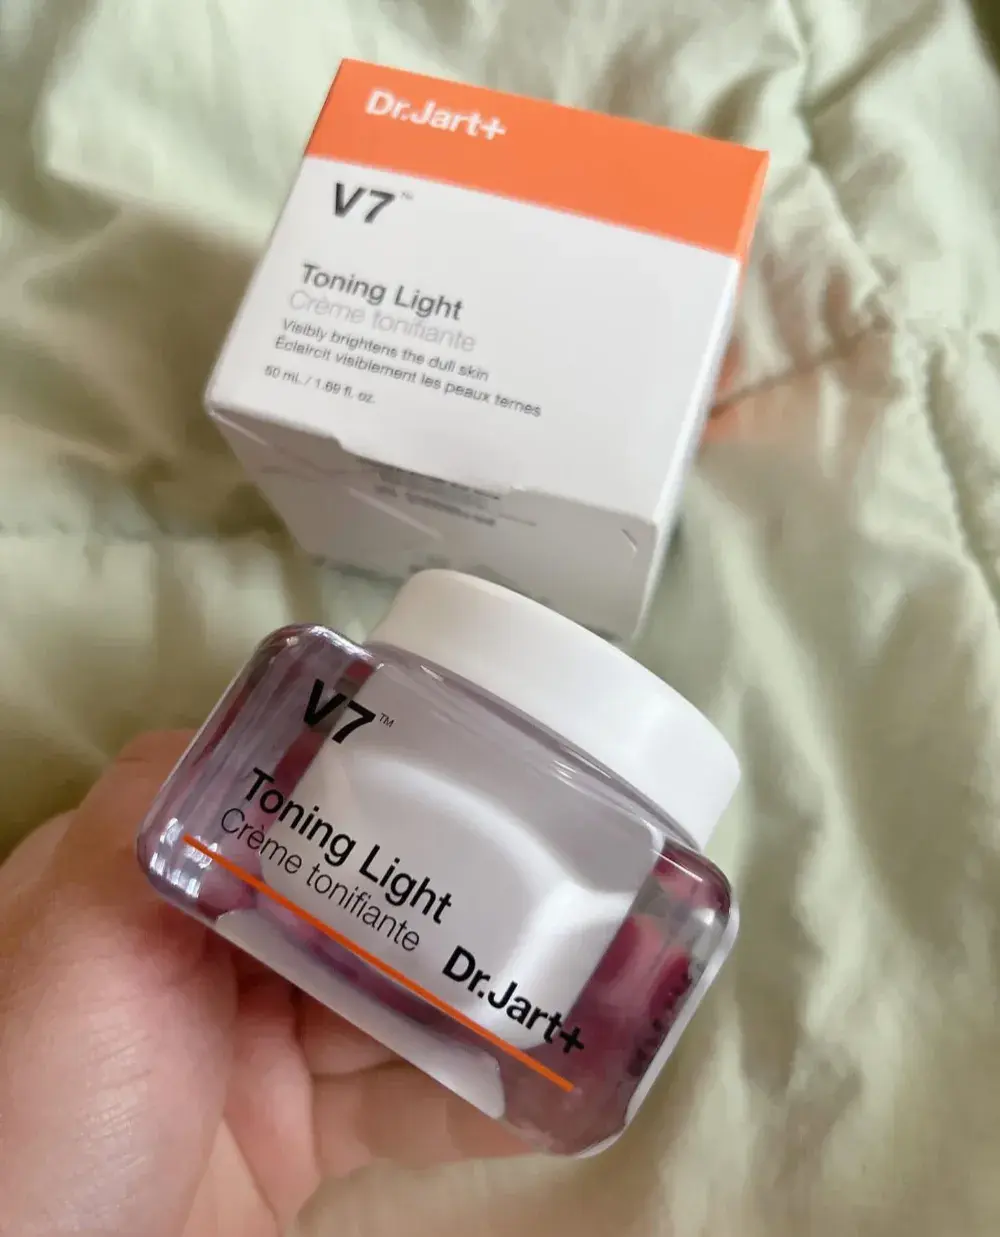 Dr.Jart+
V7™
Toning Light
Crème tonifiante
Visibly brightens the dull skin
Éclaircit visiblement les peaux ternes
50 mL / 1.69 fl. oz.
V7™
Toning Light
Crème tonifiante
Dr.Jart+